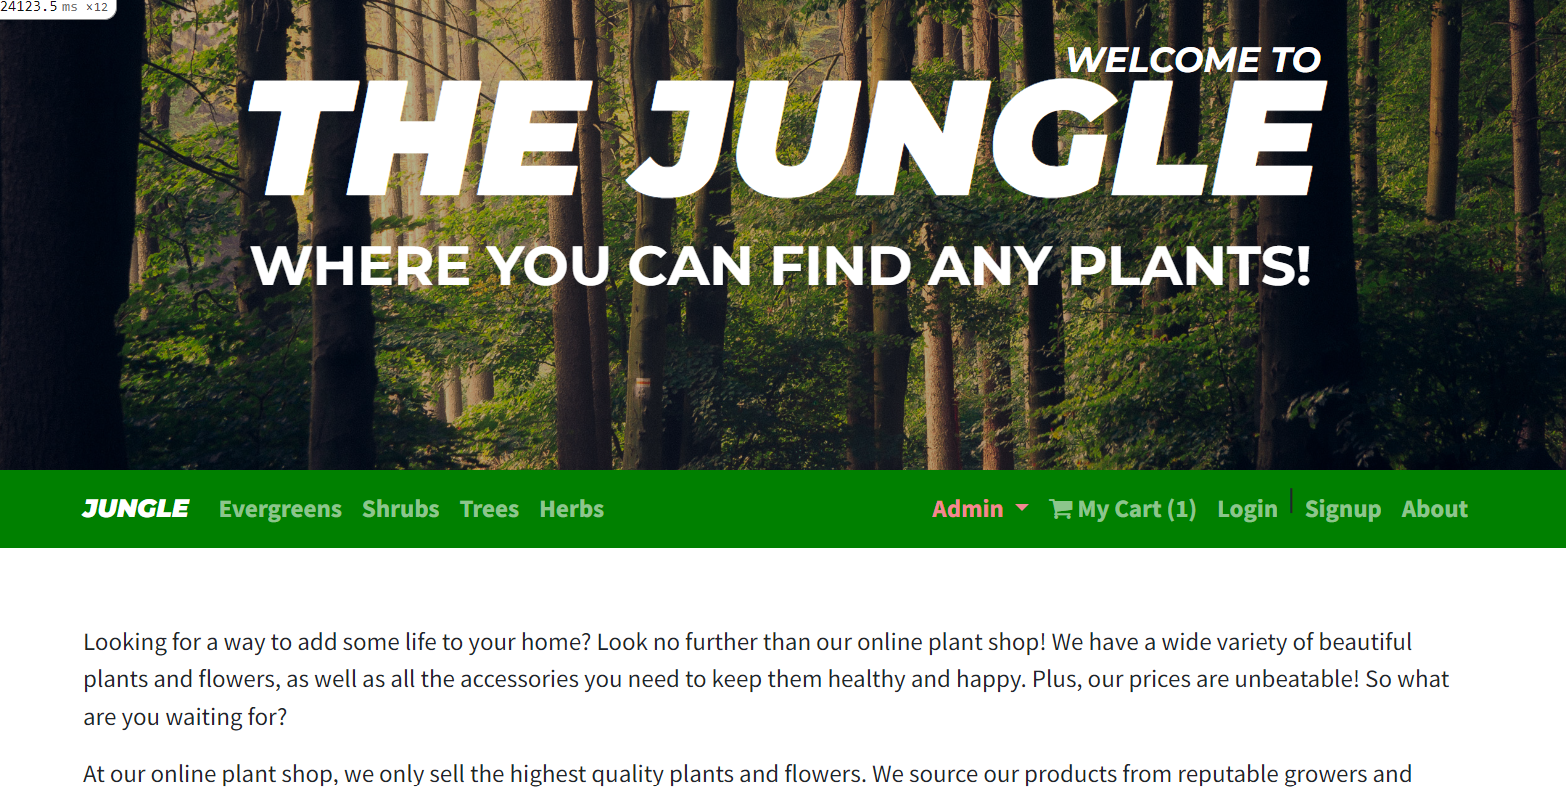 24123.5 ms ×12
WELCOME TO
THE JUNGLE
WHERE YOU CAN FIND ANY PLANTS!
JUNGLE Evergreens Shrubs Trees Herbs Admin My Cart (1) Login | Signup About
Looking for a way to add some life to your home? Look no further than our online plant shop! We have a wide variety of beautiful
plants and flowers, as well as all the accessories you need to keep them healthy and happy. Plus, our prices are unbeatable! So what
are you waiting for?
At our online plant shop, we only sell the highest quality plants and flowers. We source our products from reputable growers and